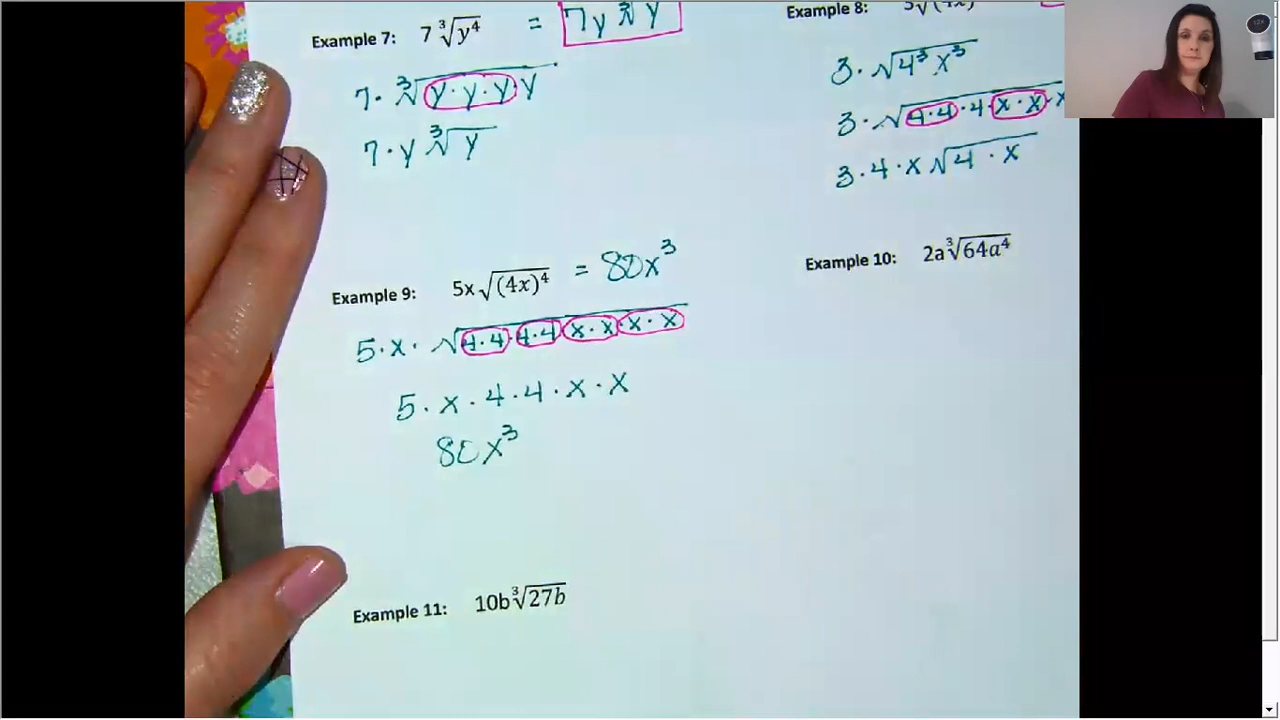 Example 7: 7∛y⁴ = 7y∛y
7 · ∛y·y·y·y
7 · y ∛y
Example 8:
3 · √4³x³
3 · √4·4·4·x·x·x
3 · 4 · x √4 · x
Example 9: 5x√(4x)⁴ = 80x³
5 · x · √4·4·4·4·x·x·x·x
5 · x · 4 · 4 · x · x
80x³
Example 10: 2a∛64a⁴
Example 11: 10b∛27b